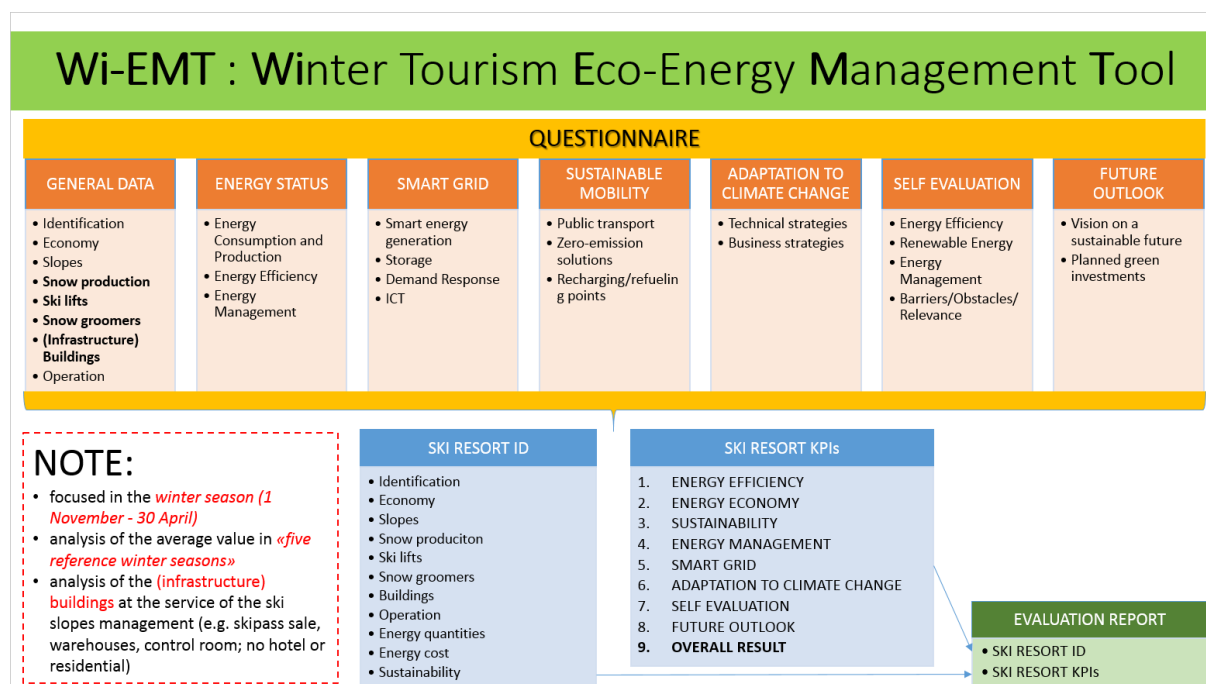 Wi-EMT : Winter Tourism Eco-Energy Management Tool
QUESTIONNAIRE
GENERAL DATA
• Identification
• Economy
• Slopes
• Snow production
• Ski lifts
• Snow groomers
• (Infrastructure)
Buildings
• Operation
ENERGY STATUS
• Energy
Consumption and
Production
• Energy Efficiency
• Energy
Management
SMART GRID
• Smart energy
generation
• Storage
• Demand Response
• ICT
SUSTAINABLE
MOBILITY
• Public transport
• Zero-emission
solutions
• Recharging/refuelin
g points
ADAPTATION TO
CLIMATE CHANGE
• Technical strategies
• Business strategies
SELF EVALUATION
• Energy Efficiency
• Renewable Energy
• Energy
Management
• Barriers/Obstacles/
Relevance
FUTURE
OUTLOOK
• Vision on a
sustainable future
• Planned green
investments
NOTE:
• focused in the winter season (1
November - 30 April)
• analysis of the average value in «five
reference winter seasons»
• analysis of the (infrastructure)
buildings at the service of the ski
slopes management (e.g. skipass sale,
warehouses, control room; no hotel or
residential)
SKI RESORT ID
• Identification
• Economy
• Slopes
• Snow produciton
• Ski lifts
• Snow groomers
• Buildings
• Operation
• Energy quantities
• Energy cost
• Sustainability
SKI RESORT KPIs
1. ENERGY EFFICIENCY
2. ENERGY ECONOMY
3. SUSTAINABILITY
4. ENERGY MANAGEMENT
5. SMART GRID
6. ADAPTATION TO CLIMATE CHANGE
7. SELF EVALUATION
8. FUTURE OUTLOOK
9. OVERALL RESULT
EVALUATION REPORT
• SKI RESORT ID
• SKI RESORT KPIs